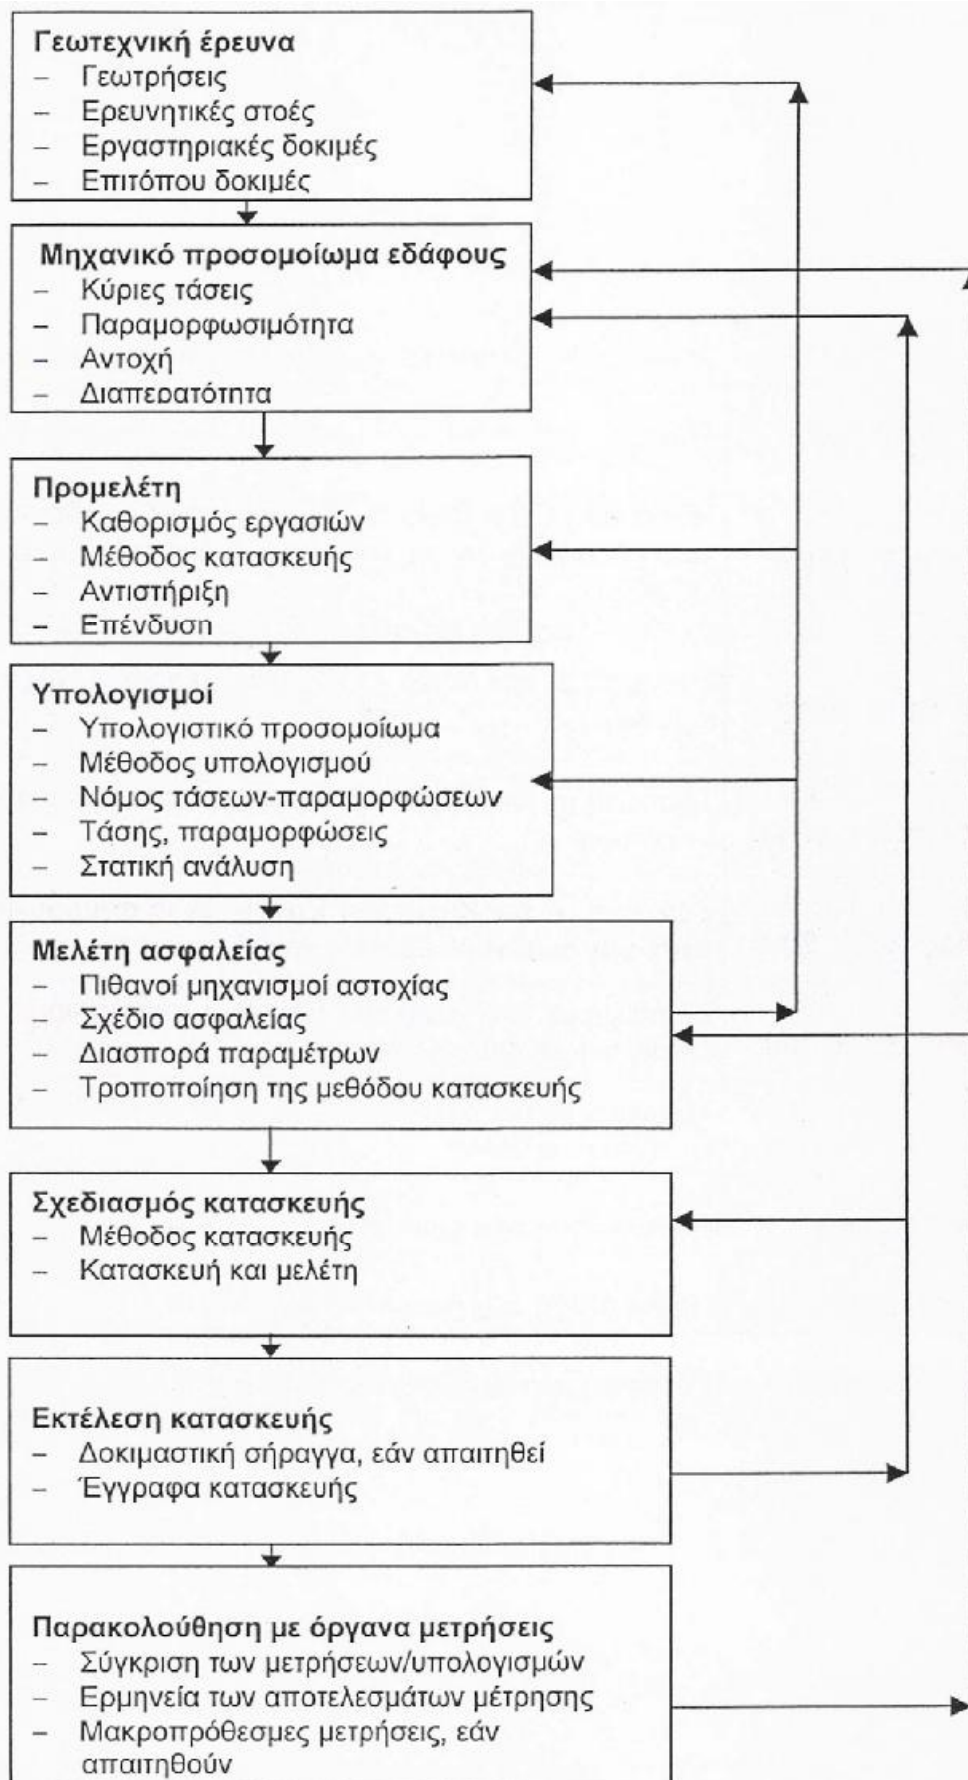 Γεωτεχνική έρευνα
– Γεωτρήσεις
– Ερευνητικές στοές
– Εργαστηριακές δοκιμές
– Επιτόπου δοκιμές
Μηχανικό προσομοίωμα εδάφους
– Κύριες τάσεις
– Παραμορφωσιμότητα
– Αντοχή
– Διαπερατότητα
Προμελέτη
– Καθορισμός εργασιών
– Μέθοδος κατασκευής
– Αντιστήριξη
– Επένδυση
Υπολογισμοί
– Υπολογιστικό προσομοίωμα
– Μέθοδος υπολογισμού
– Νόμος τάσεων-παραμορφώσεων
– Τάσης, παραμορφώσεις
– Στατική ανάλυση
Μελέτη ασφαλείας
– Πιθανοί μηχανισμοί αστοχίας
– Σχέδιο ασφαλείας
– Διασπορά παραμέτρων
– Τροποποίηση της μεθόδου κατασκευής
Σχεδιασμός κατασκευής
– Μέθοδος κατασκευής
– Κατασκευή και μελέτη
Εκτέλεση κατασκευής
– Δοκιμαστική σήραγγα, εάν απαιτηθεί
– Έγγραφα κατασκευής
Παρακολούθηση με όργανα μετρήσεις
– Σύγκριση των μετρήσεων/υπολογισμών
– Ερμηνεία των αποτελεσμάτων μέτρησης
– Μακροπρόθεσμες μετρήσεις, εάν
απαιτηθούν